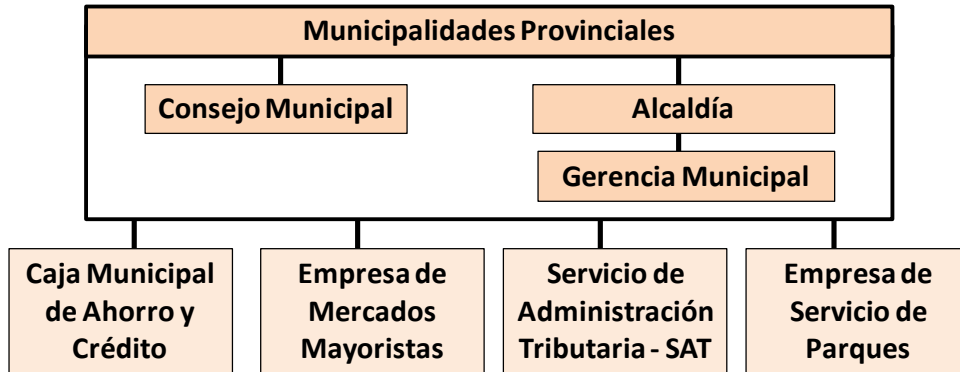 Municipalidades Provinciales
Consejo Municipal
Alcaldía
Gerencia Municipal
Caja Municipal
de Ahorro y
Crédito
Empresa de
Mercados
Mayoristas
Servicio de
Administración
Tributaria - SAT
Empresa de
Servicio de
Parques